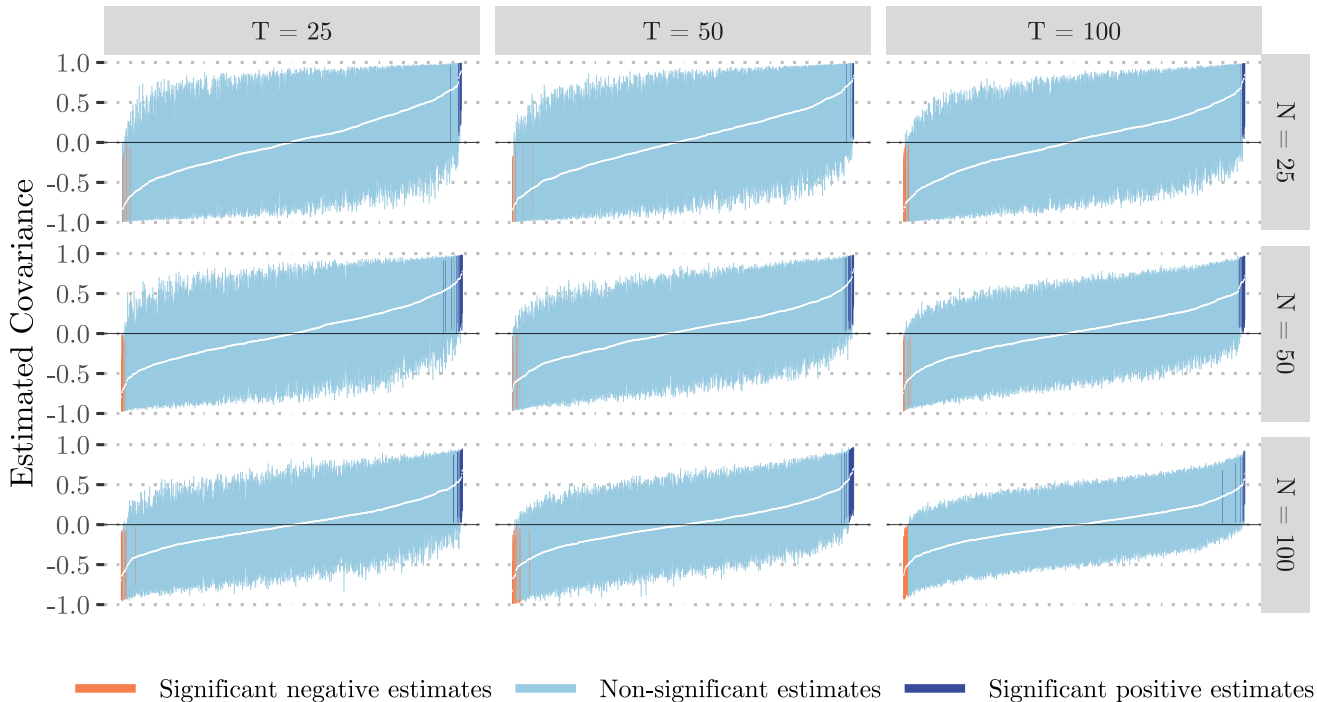 T = 25
T = 50
T = 100
Estimated Covariance
1.0
0.5
0.0
-0.5
-1.0
N = 25
1.0
0.5
0.0
-0.5
-1.0
N = 50
1.0
0.5
0.0
-0.5
-1.0
N = 100
Significant negative estimates
Non-significant estimates
Significant positive estimates